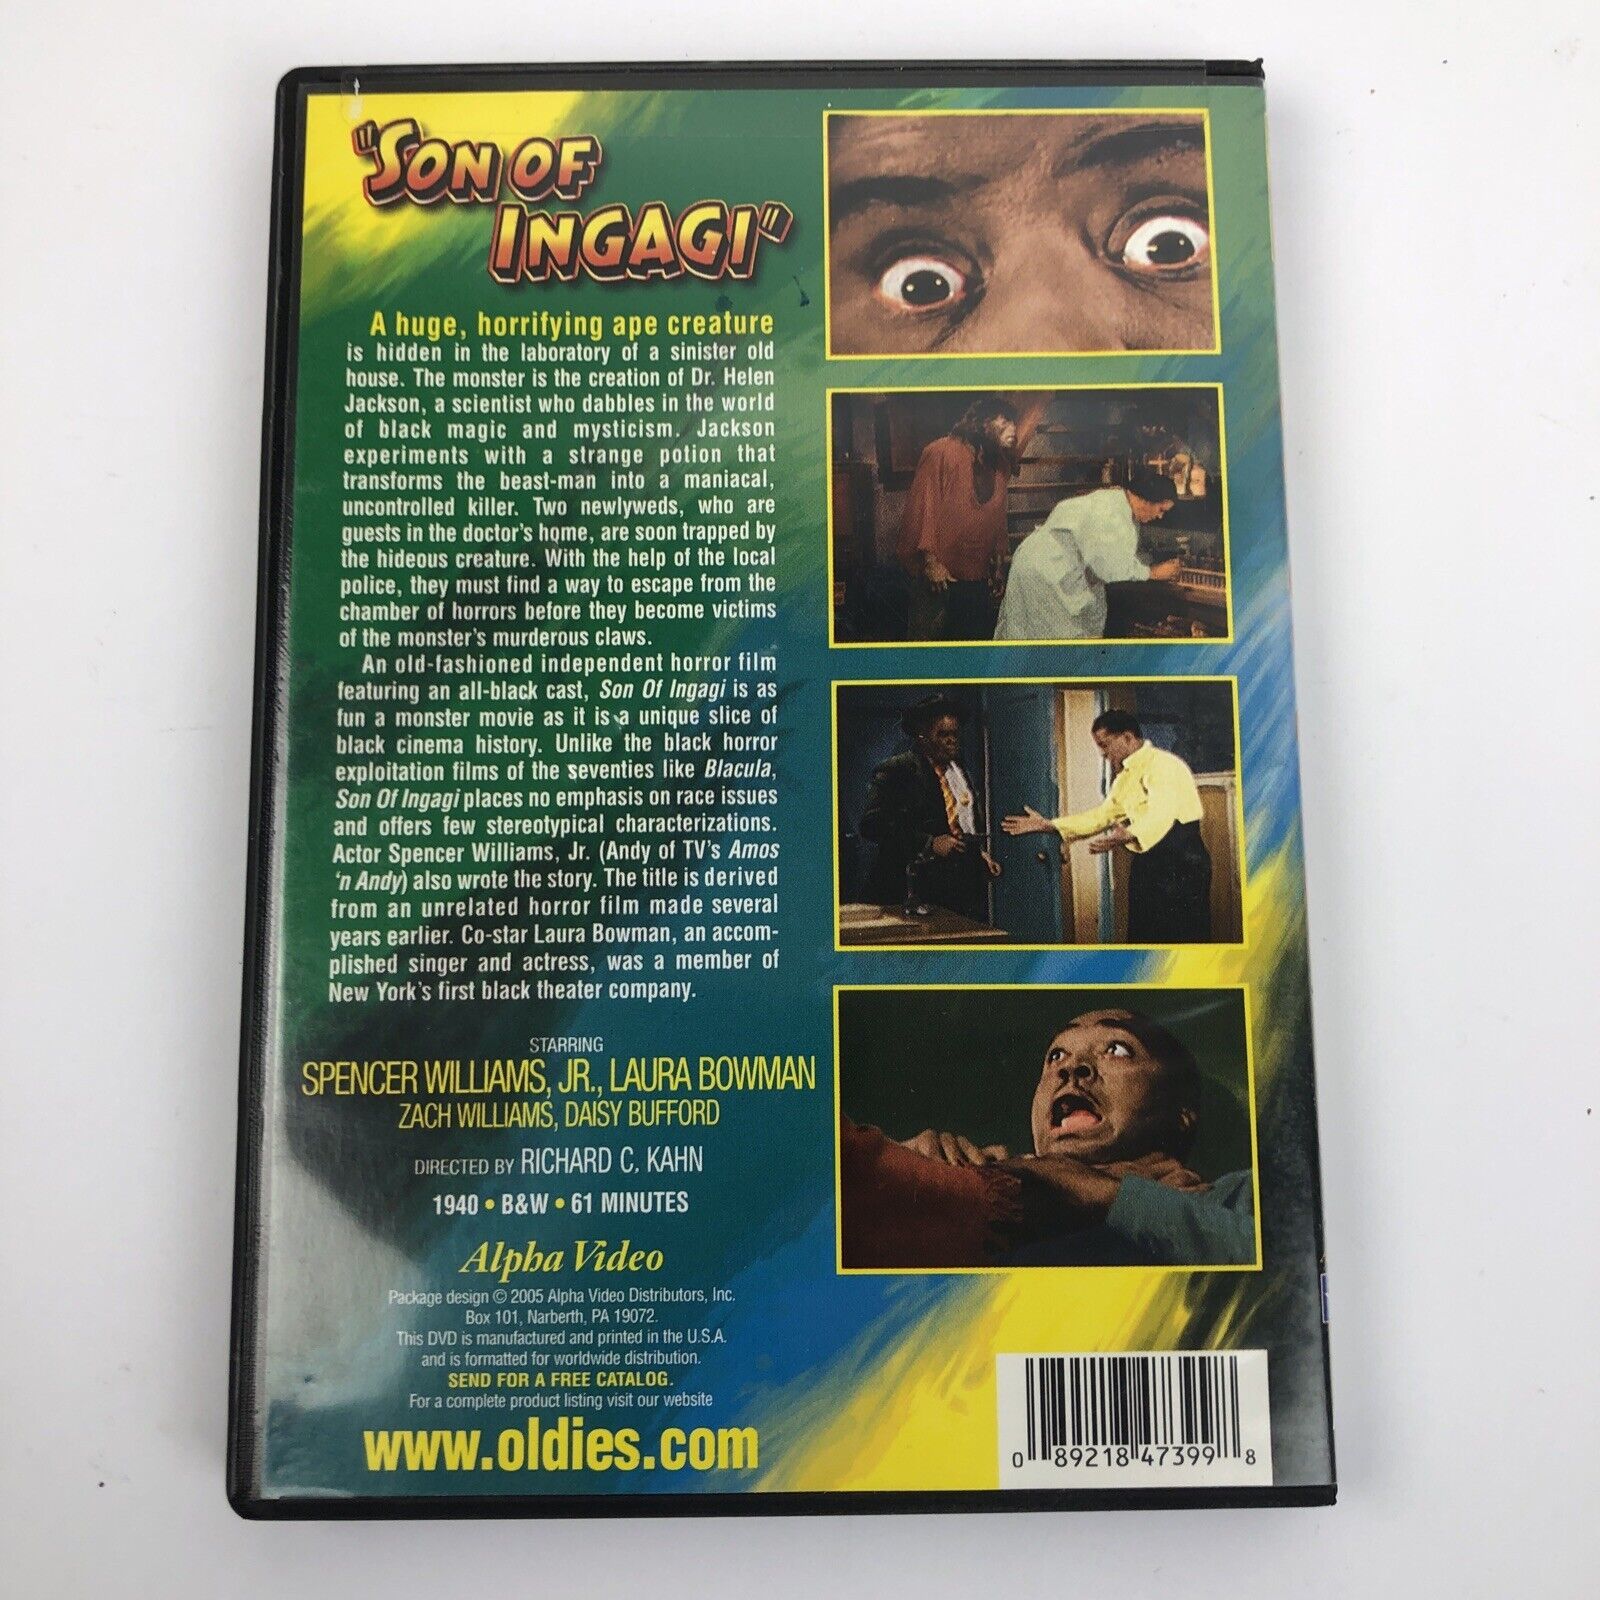 "SON OF
INGAGI"
A huge, horrifying ape creature
is hidden in the laboratory of a sinister old
house. The monster is the creation of Dr. Helen
Jackson, a scientist who dabbles in the world
of black magic and mysticism. Jackson
experiments with a strange potion that
transforms the beast-man into a maniacal,
uncontrolled killer. Two newlyweds, who are
guests in the doctor's home, are soon trapped by
the hideous creature. With the help of the local
police, they must find a way to escape from the
chamber of horrors before they become victims
of the monster's murderous claws.
An old-fashioned independent horror film
featuring an all-black cast, Son Of Ingagi is as
fun a monster movie as it is a unique slice of
black cinema history. Unlike the black horror
exploitation films of the seventies like Blacula,
Son Of Ingagi places no emphasis on race issues
and offers few stereotypical characterizations.
Actor Spencer Williams, Jr. (Andy of TV's Amos
'n Andy) also wrote the story. The title is derived
from an unrelated horror film made several
years earlier. Co-star Laura Bowman, an accom-
plished singer and actress, was a member of
New York's first black theater company.
STARRING
SPENCER WILLIAMS, JR., LAURA BOWMAN
ZACH WILLIAMS, DAISY BUFFORD
DIRECTED BY RICHARD C. KAHN
1940 • B&W • 61 MINUTES
Alpha Video
Package design © 2005 Alpha Video Distributors, Inc.
Box 101, Narberth, PA 19072.
This DVD is manufactured and printed in the U.S.A.
and is formatted for worldwide distribution.
SEND FOR A FREE CATALOG.
For a complete product listing visit our website
www.oldies.com
0 89218 47399 8